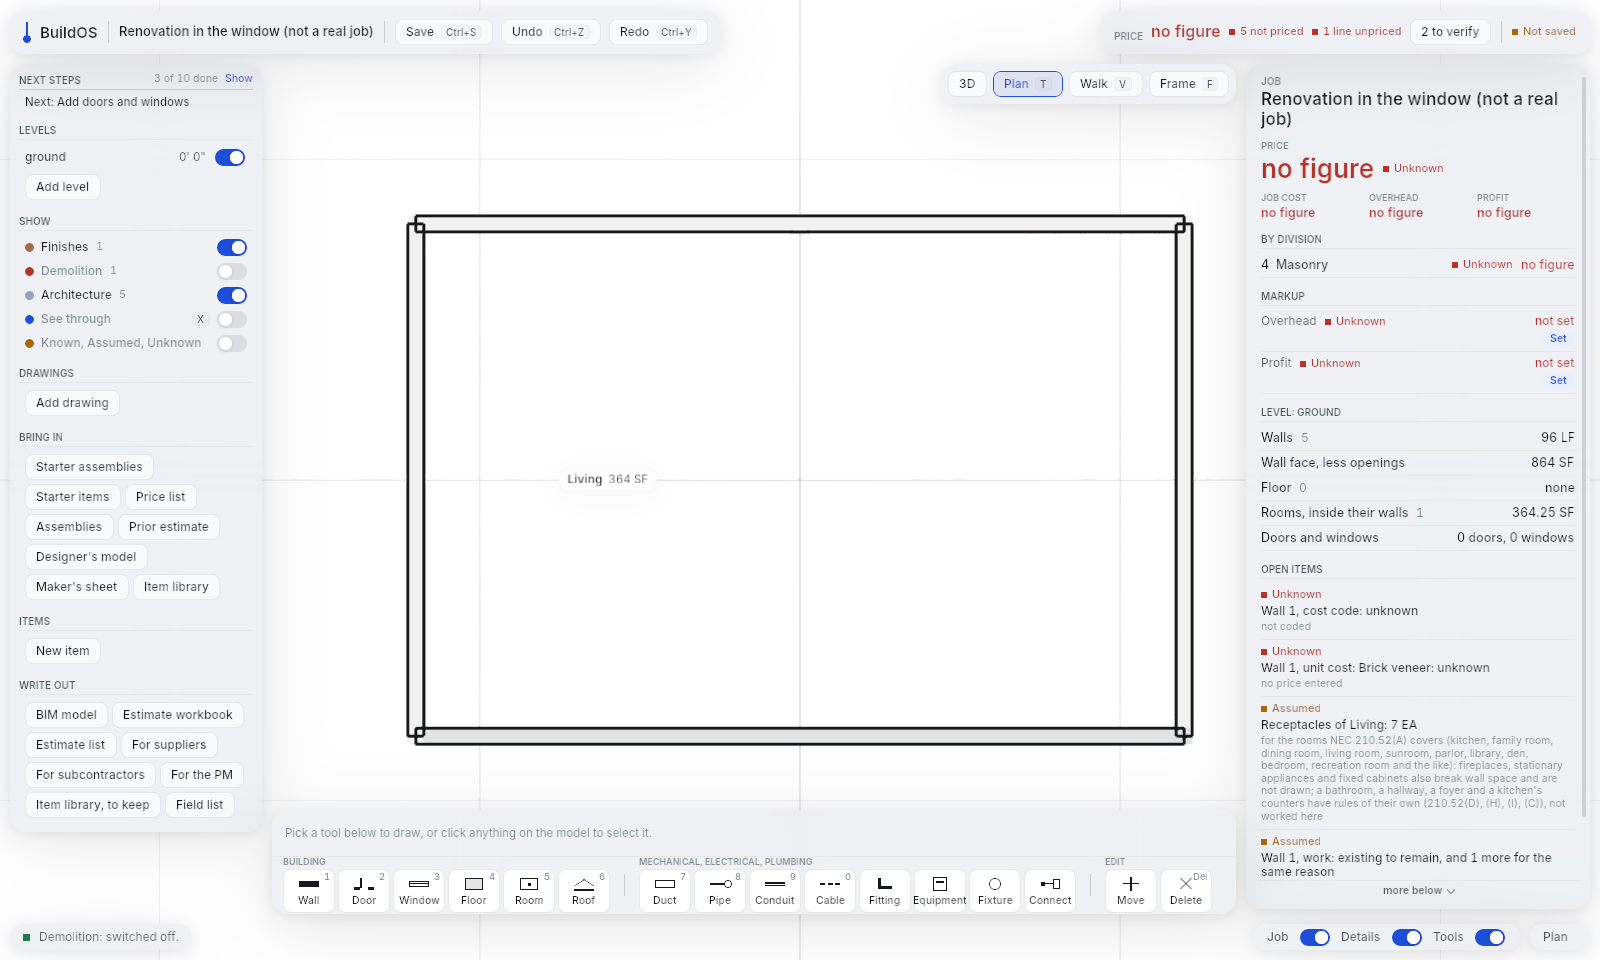 BuildOS
Renovation in the window (not a real job)
Save Ctrl+S
Undo Ctrl+Z
Redo Ctrl+Y
PRICE no figure 5 not priced 1 line unpriced 2 to verify Not saved
NEXT STEPS 3 of 10 done Show
Next: Add doors and windows
LEVELS
ground 0' 0"
Add level
SHOW
Finishes 1
Demolition 1
Architecture 5
See through X
Known, Assumed, Unknown
DRAWINGS
Add drawing
BRING IN
Starter assemblies
Starter items Price list
Assemblies Prior estimate
Designer's model
Maker's sheet Item library
ITEMS
New item
WRITE OUT
BIM model Estimate workbook
Estimate list For suppliers
For subcontractors For the PM
Item library, to keep Field list
Demolition: switched off.
3D Plan T Walk V Frame F
Living 364 SF
Pick a tool below to draw, or click anything on the model to select it.
BUILDING MECHANICAL, ELECTRICAL, PLUMBING EDIT
1 2 3 4 5 6 7 8 9 0 Del
Wall Door Window Floor Room Roof Duct Pipe Conduit Cable Fitting Equipment Fixture Connect Move Delete
JOB
Renovation in the window (not a real
job)
PRICE
no figure Unknown
JOB COST OVERHEAD PROFIT
no figure no figure no figure
BY DIVISION
4 Masonry Unknown no figure
MARKUP
Overhead Unknown not set
Set
Profit Unknown not set
Set
LEVEL: GROUND
Walls 5 96 LF
Wall face, less openings 864 SF
Floor 0 none
Rooms, inside their walls 1 364.25 SF
Doors and windows 0 doors, 0 windows
OPEN ITEMS
Unknown
Wall 1, cost code: unknown
not coded
Unknown
Wall 1, unit cost: Brick veneer: unknown
no price entered
Assumed
Receptacles of Living: 7 EA
for the rooms NEC 210.52(A) covers (kitchen, family room,
dining room, living room, sunroom, parlor, library, den,
bedroom, recreation room and the like): fireplaces, stationary
appliances and fixed cabinets also break wall space and are
not drawn; a bathroom, a hallway, a foyer and a kitchen's
counters have rules of their own (210.52(D), (H), (I), (C)), not
worked here
Assumed
Wall 1, work: existing to remain, and 1 more for the
same reason
more below
Job Details Tools Plan